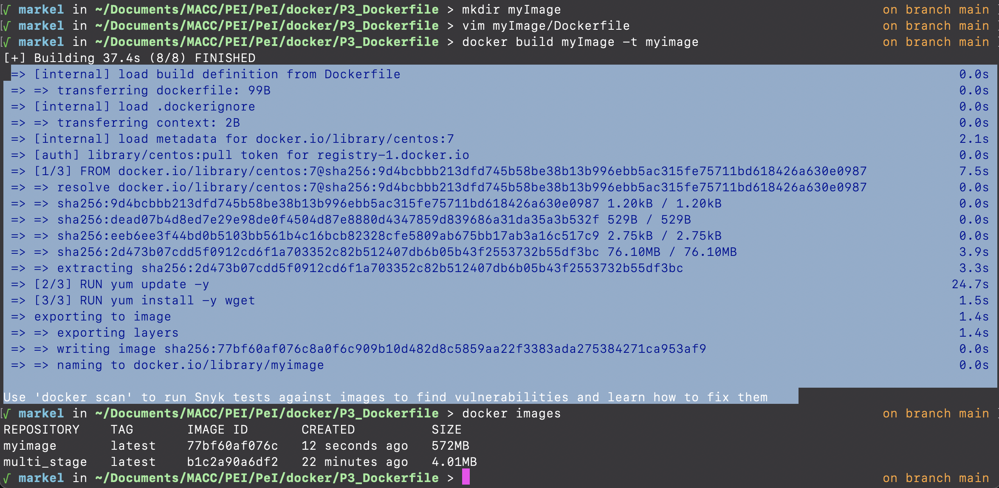 [√ markel in ~/Documents/MACC/PEI/PeI/docker/P3_Dockerfile > mkdir myImage on branch main
[√ markel in ~/Documents/MACC/PEI/PeI/docker/P3_Dockerfile > vim myImage/Dockerfile on branch main
[√ markel in ~/Documents/MACC/PEI/PeI/docker/P3_Dockerfile > docker build myImage -t myimage on branch main
[+] Building 37.4s (8/8) FINISHED
=> [internal] load build definition from Dockerfile 0.0s
=> => transferring dockerfile: 99B 0.0s
=> [internal] load .dockerignore 0.0s
=> => transferring context: 2B 0.0s
=> [internal] load metadata for docker.io/library/centos:7 2.1s
=> [auth] library/centos:pull token for registry-1.docker.io 0.0s
=> [1/3] FROM docker.io/library/centos:7@sha256:9d4bcbbb213dfd745b58be38b13b996ebb5ac315fe75711bd618426a630e0987 7.5s
=> => resolve docker.io/library/centos:7@sha256:9d4bcbbb213dfd745b58be38b13b996ebb5ac315fe75711bd618426a630e0987 0.0s
=> => sha256:9d4bcbbb213dfd745b58be38b13b996ebb5ac315fe75711bd618426a630e0987 1.20kB / 1.20kB 0.0s
=> => sha256:dead07b4d8ed7e29e98de0f4504d87e8880d4347859d839686a31da35a3b532f 529B / 529B 0.0s
=> => sha256:eeb6ee3f44bd0b5103bb561b4c16bcb82328cfe5809ab675bb17ab3a16c517c9 2.75kB / 2.75kB 0.0s
=> => sha256:2d473b07cdd5f0912cd6f1a703352c82b512407db6b05b43f2553732b55df3bc 76.10MB / 76.10MB 3.9s
=> => extracting sha256:2d473b07cdd5f0912cd6f1a703352c82b512407db6b05b43f2553732b55df3bc 3.3s
=> [2/3] RUN yum update -y 24.7s
=> [3/3] RUN yum install -y wget 1.5s
=> exporting to image 1.4s
=> => exporting layers 1.4s
=> => writing image sha256:77bf60af076c8a0f6c909b10d482d8c5859aa22f3383ada275384271ca953af9 0.0s
=> => naming to docker.io/library/myimage 0.0s
Use 'docker scan' to run Snyk tests against images to find vulnerabilities and learn how to fix them
[√ markel in ~/Documents/MACC/PEI/PeI/docker/P3_Dockerfile > docker images on branch main
REPOSITORY TAG IMAGE ID CREATED SIZE
myimage latest 77bf60af076c 12 seconds ago 572MB
multi_stage latest b1c2a90a6df2 22 minutes ago 4.01MB
√ markel in ~/Documents/MACC/PEI/PeI/docker/P3_Dockerfile > on branch main